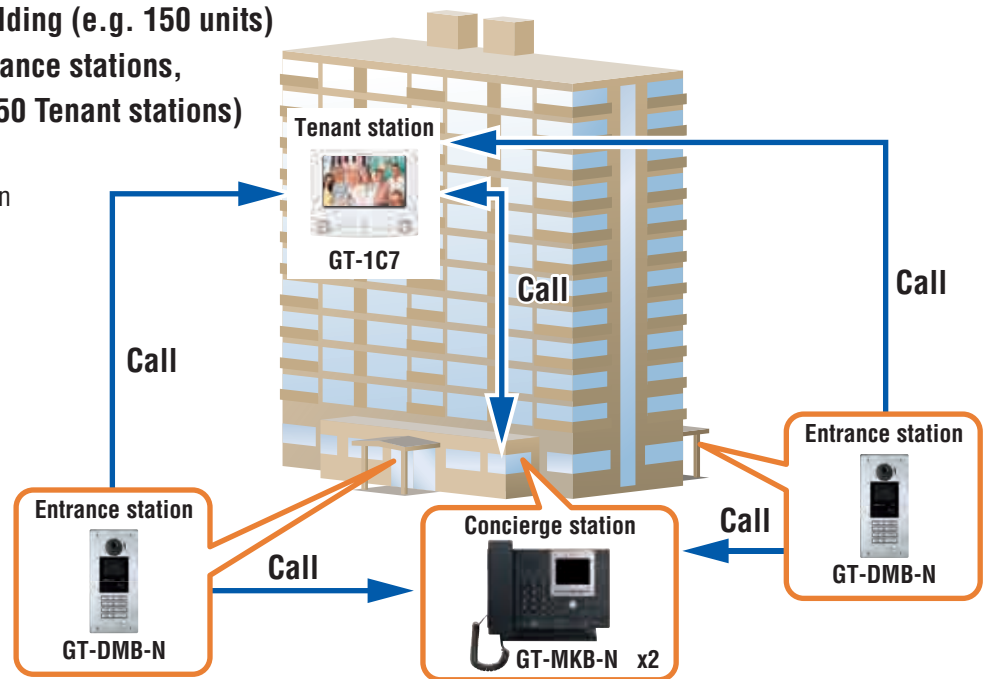 lding (e.g. 150 units)
ance stations,
50 Tenant stations)
n
Tenant station
GT-1C7
Call
Call
Call
Entrance station
GT-DMB-N
Call
Concierge station
GT-MKB-N x2
Call
Entrance station
GT-DMB-N